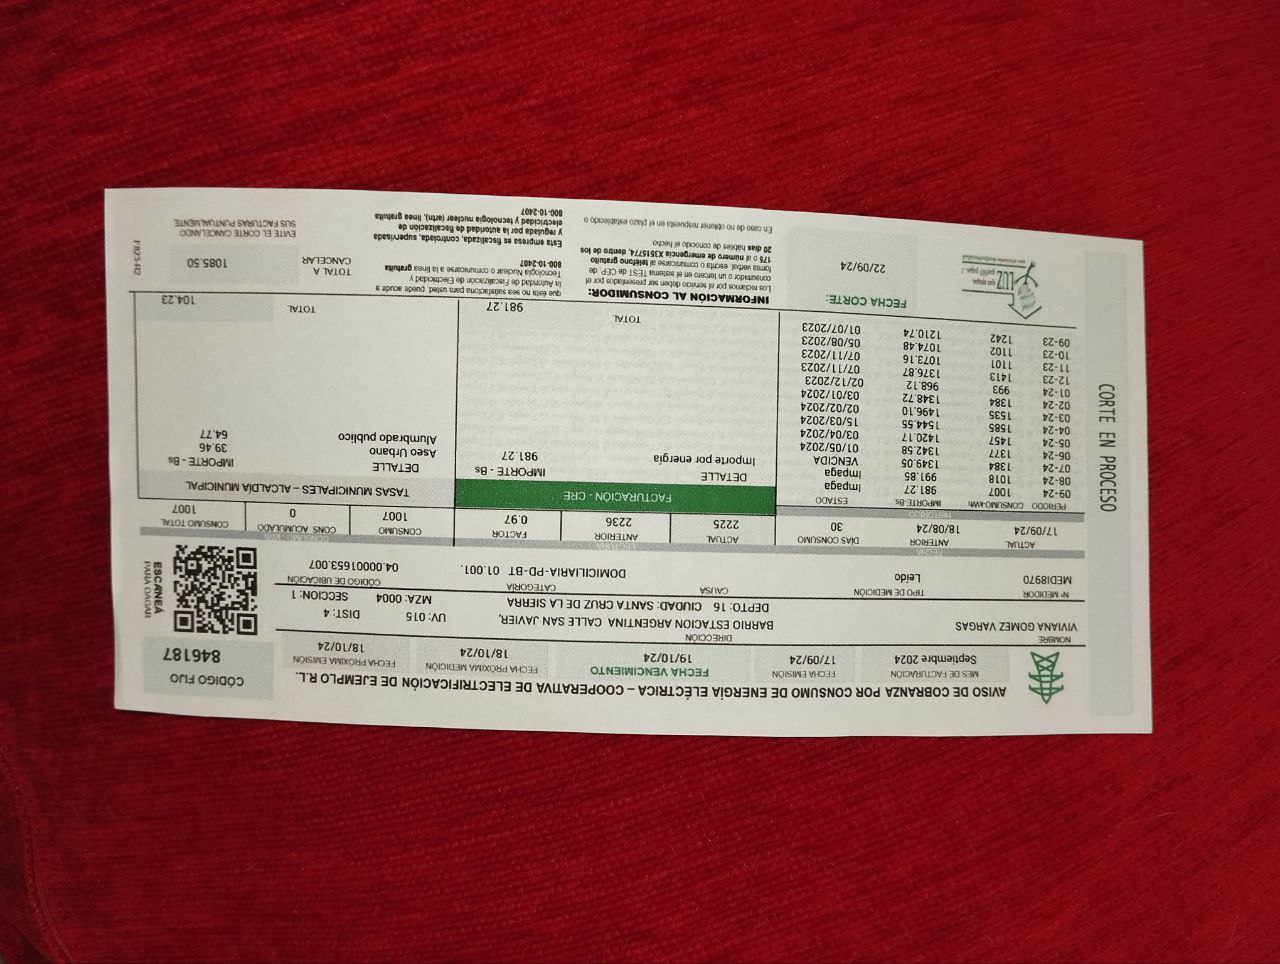 AVISO DE COBRANZA POR CONSUMO DE ENERGÍA ELÉCTRICA – COOPERATIVA DE ELECTRIFICACIÓN DE EJEMPLO R.L.
CÓDIGO FIJO
846187
MES DE FACTURACIÓN
Septiembre 2024
FECHA EMISIÓN
17/09/24
FECHA VENCIMIENTO
19/10/24
FECHA PRÓXIMA MEDICIÓN
18/10/24
FECHA PRÓXIMA EMISIÓN
18/10/24
NOMBRE
VIVIANA GOMEZ VARGAS
DIRECCIÓN
BARRIO ESTACION ARGENTINA CALLE SAN JAVIER, UV: 015 DIST: 4
DEPTO: 16 CIUDAD: SANTA CRUZ DE LA SIERRA MZA: 0004 SECCION: 1
ESCANEÁ
PARA PAGAR
Nº MEDIDOR
MEDI8970
TIPO DE MEDICIÓN
Leído
CAUSA
CATEGORÍA
DOMICILIARIA-PD-BT 01.001.
CÓDIGO DE UBICACIÓN
04.00001653.007
FECHA
ACTUAL
17/09/24
ANTERIOR
18/08/24
DÍAS CONSUMO
30
LECTURA
ACTUAL
2225
ANTERIOR
2236
FACTOR
0.97
CONSUMO
1007
CONS ACUMULADO
0
CONSUMO TOTAL
1007
HISTÓRICO
PERIODO CONSUMO-kWh IMPORTE-Bs ESTADO
09-24 1007 981.27 Impaga
08-24 1018 991.85 Impaga
07-24 1384 1349.05 VENCIDA
06-24 1377 1342.58 01/05/2024
05-24 1457 1420.17 03/04/2024
04-24 1585 1544.55 15/03/2024
03-24 1535 1496.10 02/02/2024
02-24 1384 1348.72 03/01/2024
01-24 993 968.12 02/12/2023
12-23 1413 1376.87 07/11/2023
11-23 1101 1073.16 07/11/2023
10-23 1102 1074.48 05/08/2023
09-23 1242 1210.74 01/07/2023
FACTURACIÓN - CRE
DETALLE IMPORTE - Bs
Importe por energía 981.27
TOTAL 981.27
TASAS MUNICIPALES – ALCALDÍA MUNICIPAL
DETALLE IMPORTE - Bs
Aseo Urbano 39.46
Alumbrado publico 64.77
TOTAL 104.23
LUZ
FECHA CORTE:
22/09/24
INFORMACIÓN AL CONSUMIDOR:
Los reclamos por el servicio deben ser presentados por el
consumidor o un tercero en el sistema TEST de CEP, de
forma verbal, escrita o comunicarse al teléfono gratuito
175 o al número de emergencia X3515774, dentro de los
20 días hábiles de conocido el hecho
En caso de no obtener respuesta en el plazo establecido o
que ésta no sea satisfactoria para usted, puede acudir a
la Autoridad de Fiscalización de Electricidad y
Tecnología Nuclear o comunicarse a la línea gratuita
800-10-2407
Esta empresa es fiscalizada, controlada, supervisada
y regulada por la autoridad de fiscalización de
electricidad y tecnología nuclear (artn), línea gratuita
800-10-2407
TOTAL A
CANCELAR
1085.50
EVITE EL CORTE CANCELANDO
SUS FACTURAS PUNTUALMENTE
F823-R2
CORTE EN PROCESO